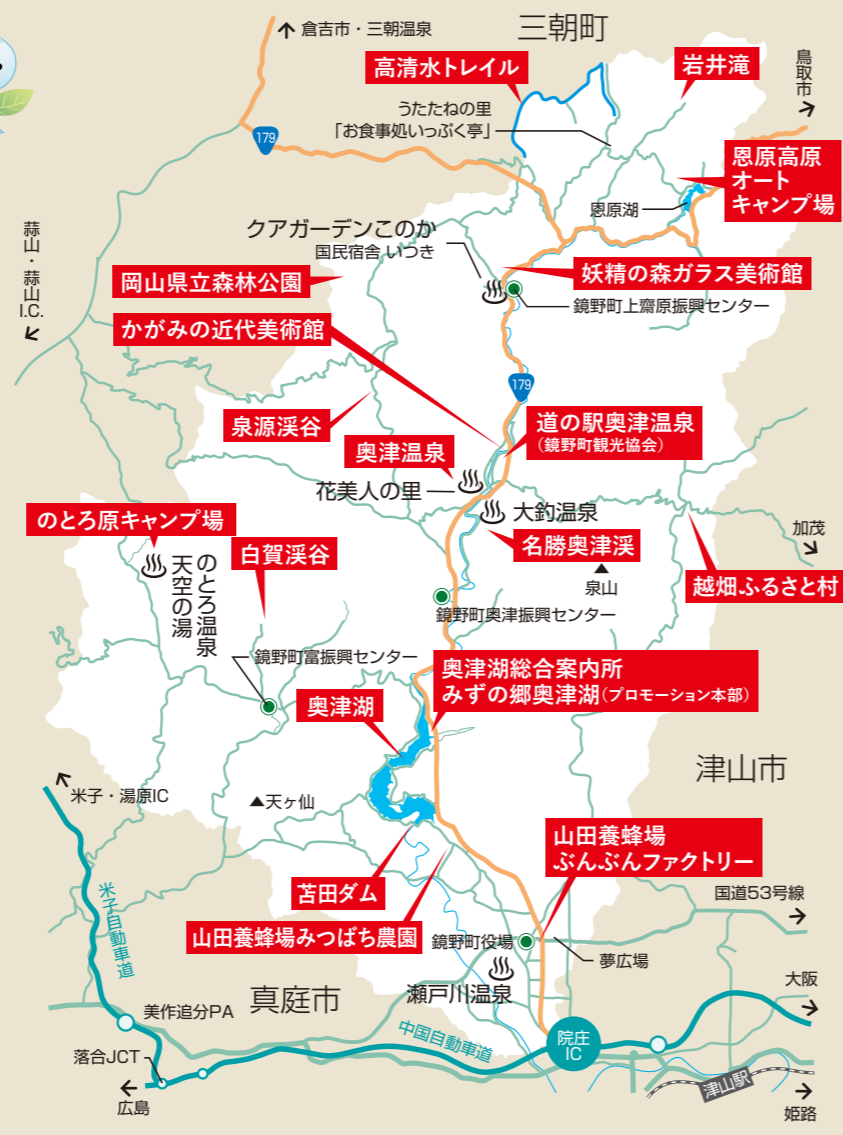 倉吉市・三朝温泉
三朝町
高清水トレイル
岩井滝
鳥取市
うたたねの里
「お食事処いっぷく亭」
179
恩原高原
オート
キャンプ場
恩原湖
蒜山・蒜山I.C.
クアガーデンこのか
国民宿舎 いつき
岡山県立森林公園
妖精の森ガラス美術館
鏡野町上齋原振興センター
かがみの近代美術館
179
泉源渓谷
道の駅奥津温泉
(鏡野町観光協会)
奥津温泉
花美人の里
大釣温泉
のとろ原キャンプ場
白賀渓谷
名勝奥津渓
加茂
のとろ温泉
天空の湯
泉山
越畑ふるさと村
鏡野町奥津振興センター
鏡野町富振興センター
奥津湖総合案内所
みずの郷奥津湖(プロモーション本部)
奥津湖
津山市
米子・湯原IC
天ヶ仙
山田養蜂場
ぶんぶんファクトリー
苫田ダム
米子自動車道
国道53号線
山田養蜂場みつばち農園
鏡野町役場
夢広場
瀬戸川温泉
大阪
真庭市
美作追分PA
中国自動車道
院庄
IC
落合JCT
津山駅
広島
姫路